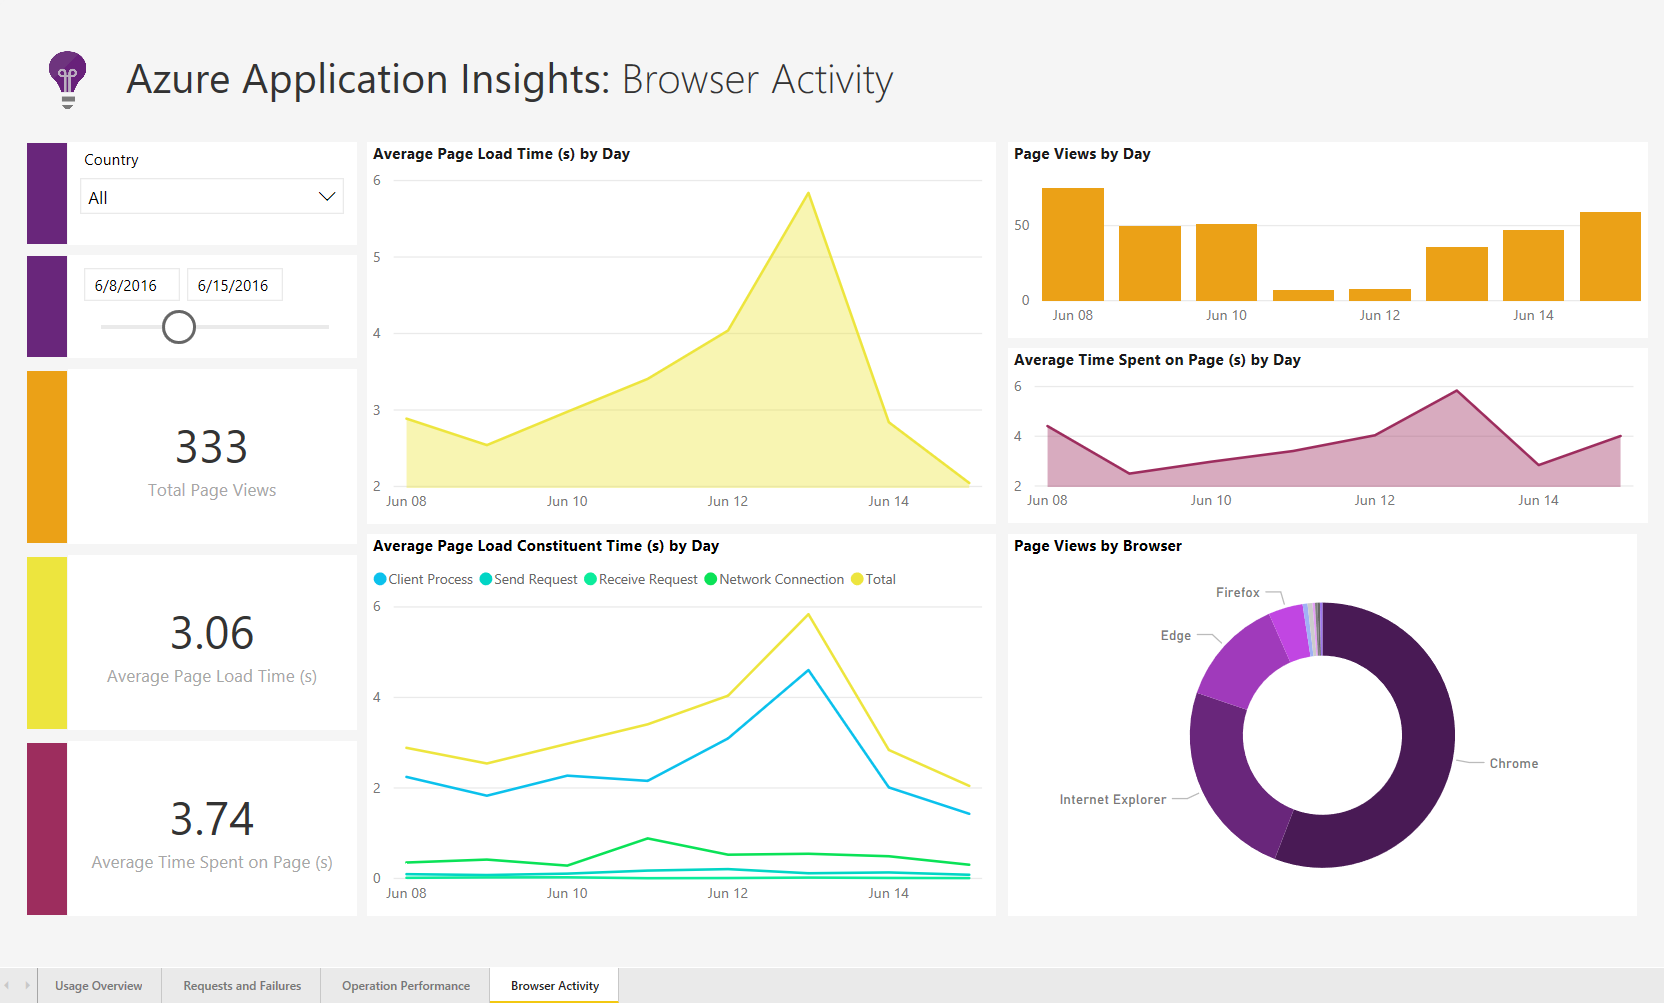 Azure Application Insights: Browser Activity
Country
All
6/8/2016 6/15/2016
333
Total Page Views
3.06
Average Page Load Time (s)
3.74
Average Time Spent on Page (s)
Average Page Load Time (s) by Day
6
5
4
3
2
Jun 08 Jun 10 Jun 12 Jun 14
Average Page Load Constituent Time (s) by Day
Client Process Send Request Receive Request Network Connection Total
6
4
2
0
Jun 08 Jun 10 Jun 12 Jun 14
Page Views by Day
50
0
Jun 08 Jun 10 Jun 12 Jun 14
Average Time Spent on Page (s) by Day
6
4
2
Jun 08 Jun 10 Jun 12 Jun 14
Page Views by Browser
Firefox
Edge
Chrome
Internet Explorer
Usage Overview Requests and Failures Operation Performance Browser Activity